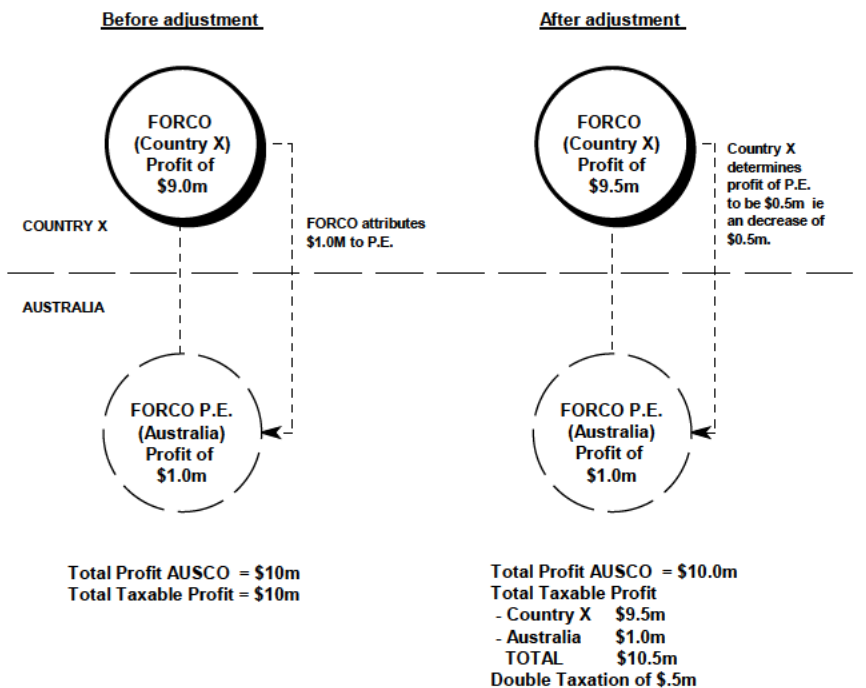 Before adjustment
FORCO
(Country X)
Profit of
$9.0m
COUNTRY X
FORCO attributes
$1.0M to P.E.
AUSTRALIA
FORCO P.E.
(Australia)
Profit of
$1.0m
Total Profit AUSCO = $10m
Total Taxable Profit = $10m
After adjustment
FORCO
(Country X)
Profit of
$9.5m
Country X
determines
profit of P.E.
to be $0.5m ie
an decrease of
$0.5m.
FORCO P.E.
(Australia)
Profit of
$1.0m
Total Profit AUSCO = $10.0m
Total Taxable Profit
- Country X $9.5m
- Australia $1.0m
TOTAL $10.5m
Double Taxation of $.5m